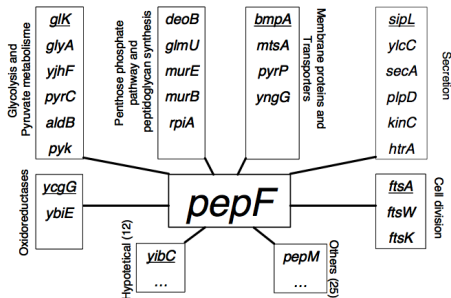 Glycolysis and
Pyruvate metabolisme
glK
glyA
yjhF
pyrC
aldB
pyk
Penthose phosphate
pathway and
peptidoglycan synthesis
deoB
glmU
murE
murB
rpiA
bmpA
mtsA
pyrP
yngG
Membrane proteins and
Transporters
sipL
ylcC
secA
plpD
kinC
htrA
Secretion
Oxidoreductases
ycgG
ybiE
pepF
ftsA
ftsW
ftsK
Cell division
Hypotetical (12)
yibC
...
pepM
...
Others (25)